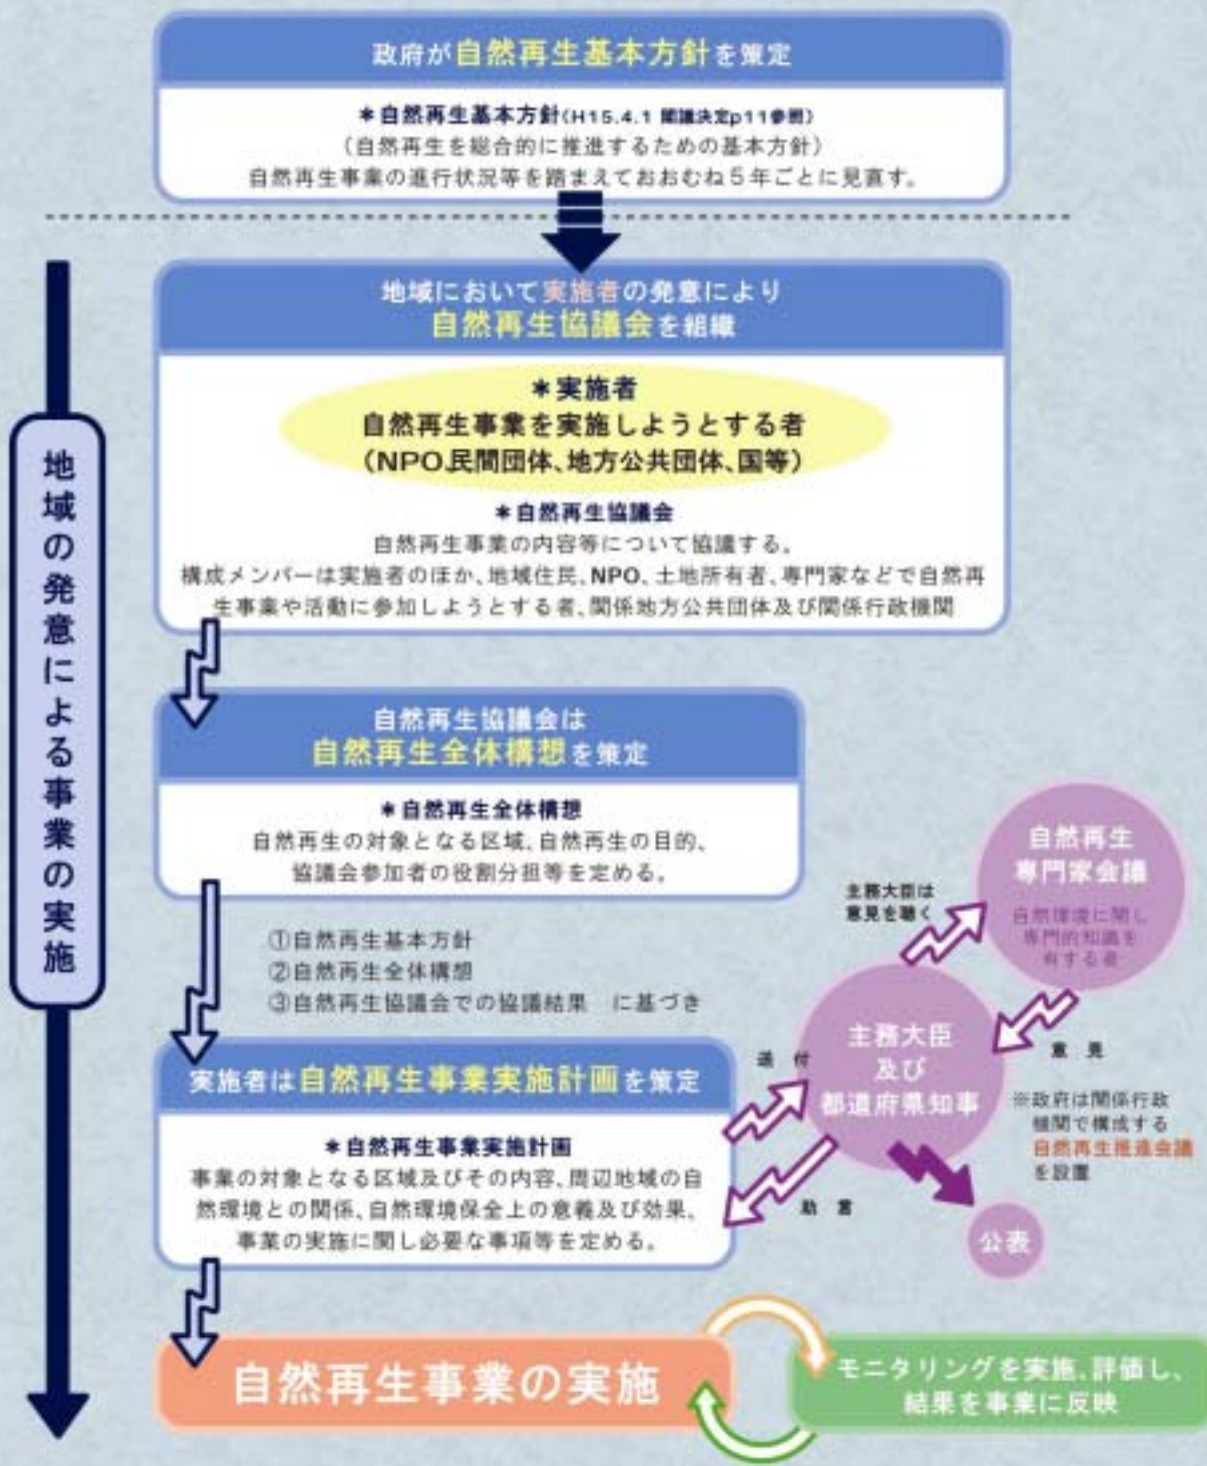 政府が自然再生基本方針を策定
＊自然再生基本方針(H15.4.1 閣議決定p11参照)
(自然再生を総合的に推進するための基本方針)
自然再生事業の進行状況等を踏まえておおむね5年ごとに見直す。
地域において実施者の発意により
自然再生協議会を組織
＊実施者
自然再生事業を実施しようとする者
(NPO、民間団体、地方公共団体、国等)
＊自然再生協議会
自然再生事業の内容等について協議する。
構成メンバーは実施者のほか、地域住民、NPO、土地所有者、専門家などで自然再
生事業や活動に参加しようとする者、関係地方公共団体及び関係行政機関
地域の発意による事業の実施
自然再生協議会は
自然再生全体構想を策定
＊自然再生全体構想
自然再生の対象となる区域、自然再生の目的、
協議会参加者の役割分担等を定める。
①自然再生基本方針
②自然再生全体構想
③自然再生協議会での協議結果 に基づき
実施者は自然再生事業実施計画を策定
＊自然再生事業実施計画
事業の対象となる区域及びその内容、周辺地域の自
然環境との関係、自然環境保全上の意義及び効果、
事業の実施に関し必要な事項等を定める。
自然再生
専門家会議
自然環境に関し
専門的知識を
有する者
主務大臣は
意見を聴く
主務大臣
及び
都道府県知事
意見
送付
助言
※政府は関係行政
機関で構成する
自然再生推進会議
を設置
公表
自然再生事業の実施
モニタリングを実施、評価し、
結果を事業に反映